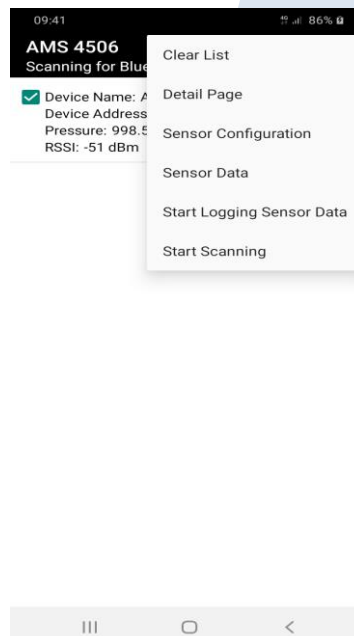 09:41
86%
AMS 4506
Scanning for Blue
Device Name: A
Device Address
Pressure: 998.5
RSSI: -51 dBm
Clear List
Detail Page
Sensor Configuration
Sensor Data
Start Logging Sensor Data
Start Scanning